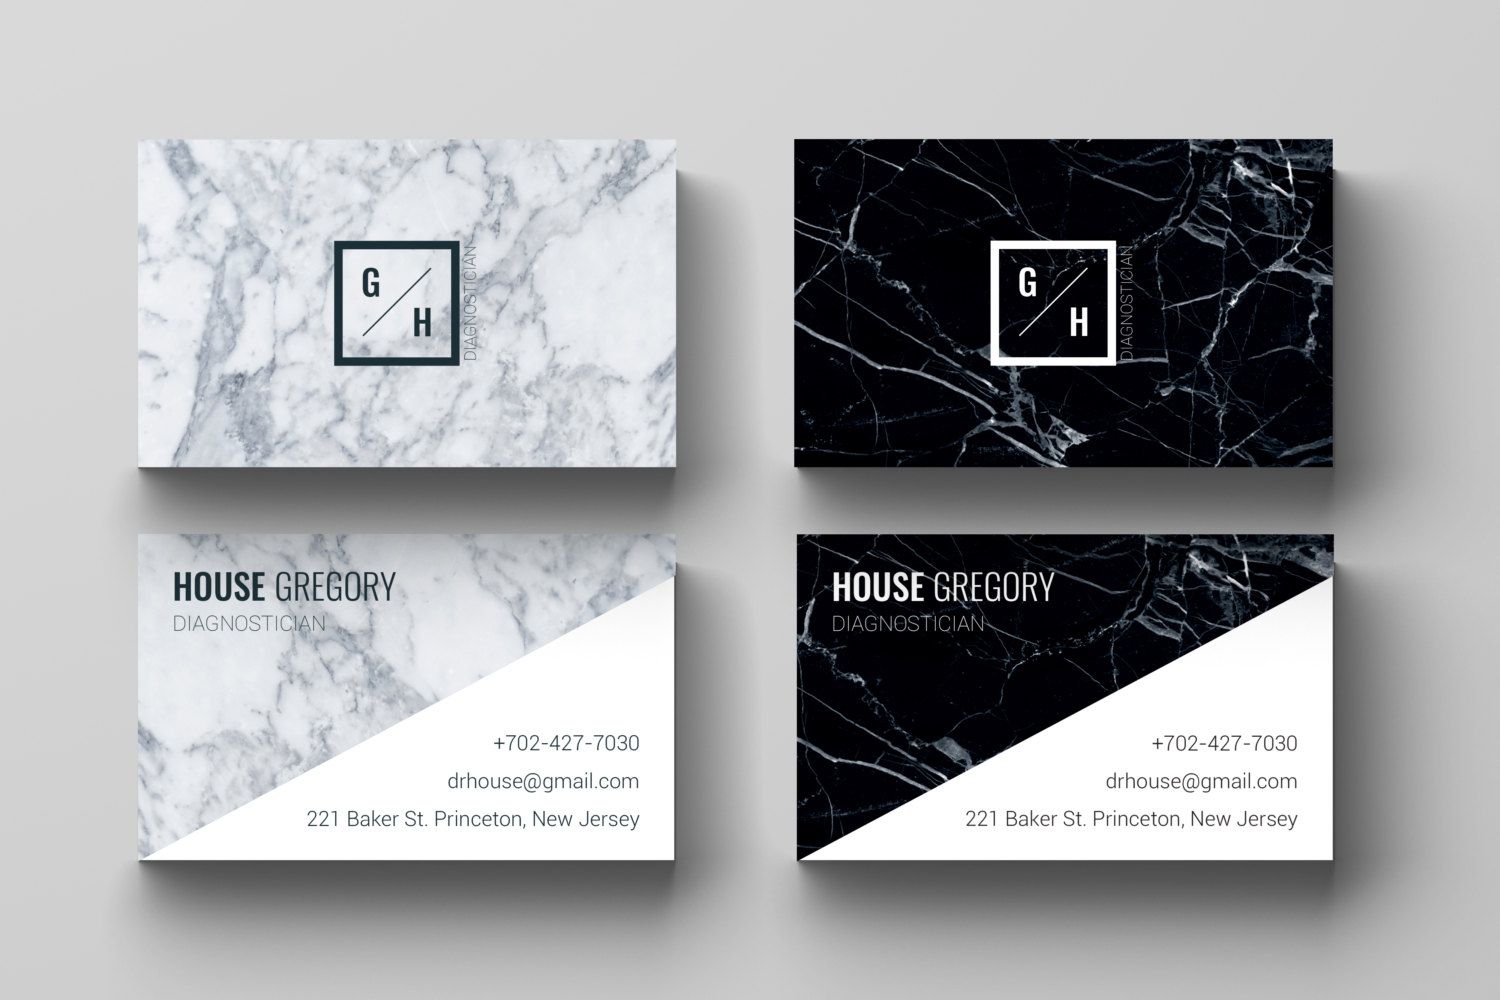 G
H
DIAGNOSTICIAN
G
H
DIAGNOSTICIAN
HOUSE GREGORY
DIAGNOSTICIAN
+702-427-7030
drhouse@gmail.com
221 Baker St. Princeton, New Jersey
HOUSE GREGORY
DIAGNOSTICIAN
+702-427-7030
drhouse@gmail.com
221 Baker St. Princeton, New Jersey